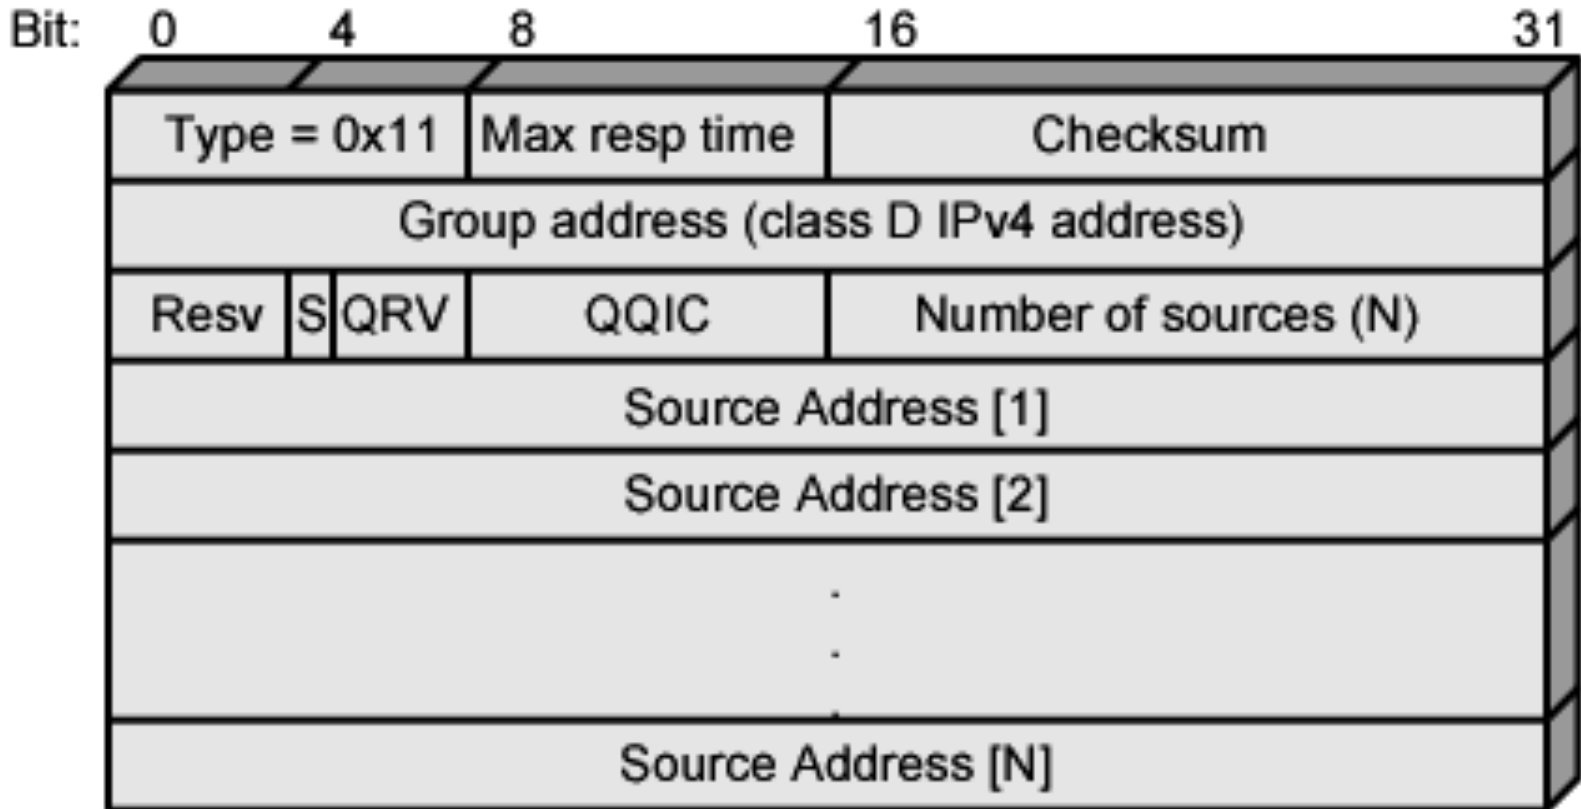 Bit: 0 4 8 16 31
Type = 0x11 Max resp time Checksum
Group address (class D IPv4 address)
Resv S QRV QQIC Number of sources (N)
Source Address [1]
Source Address [2]
.
.
.
Source Address [N]